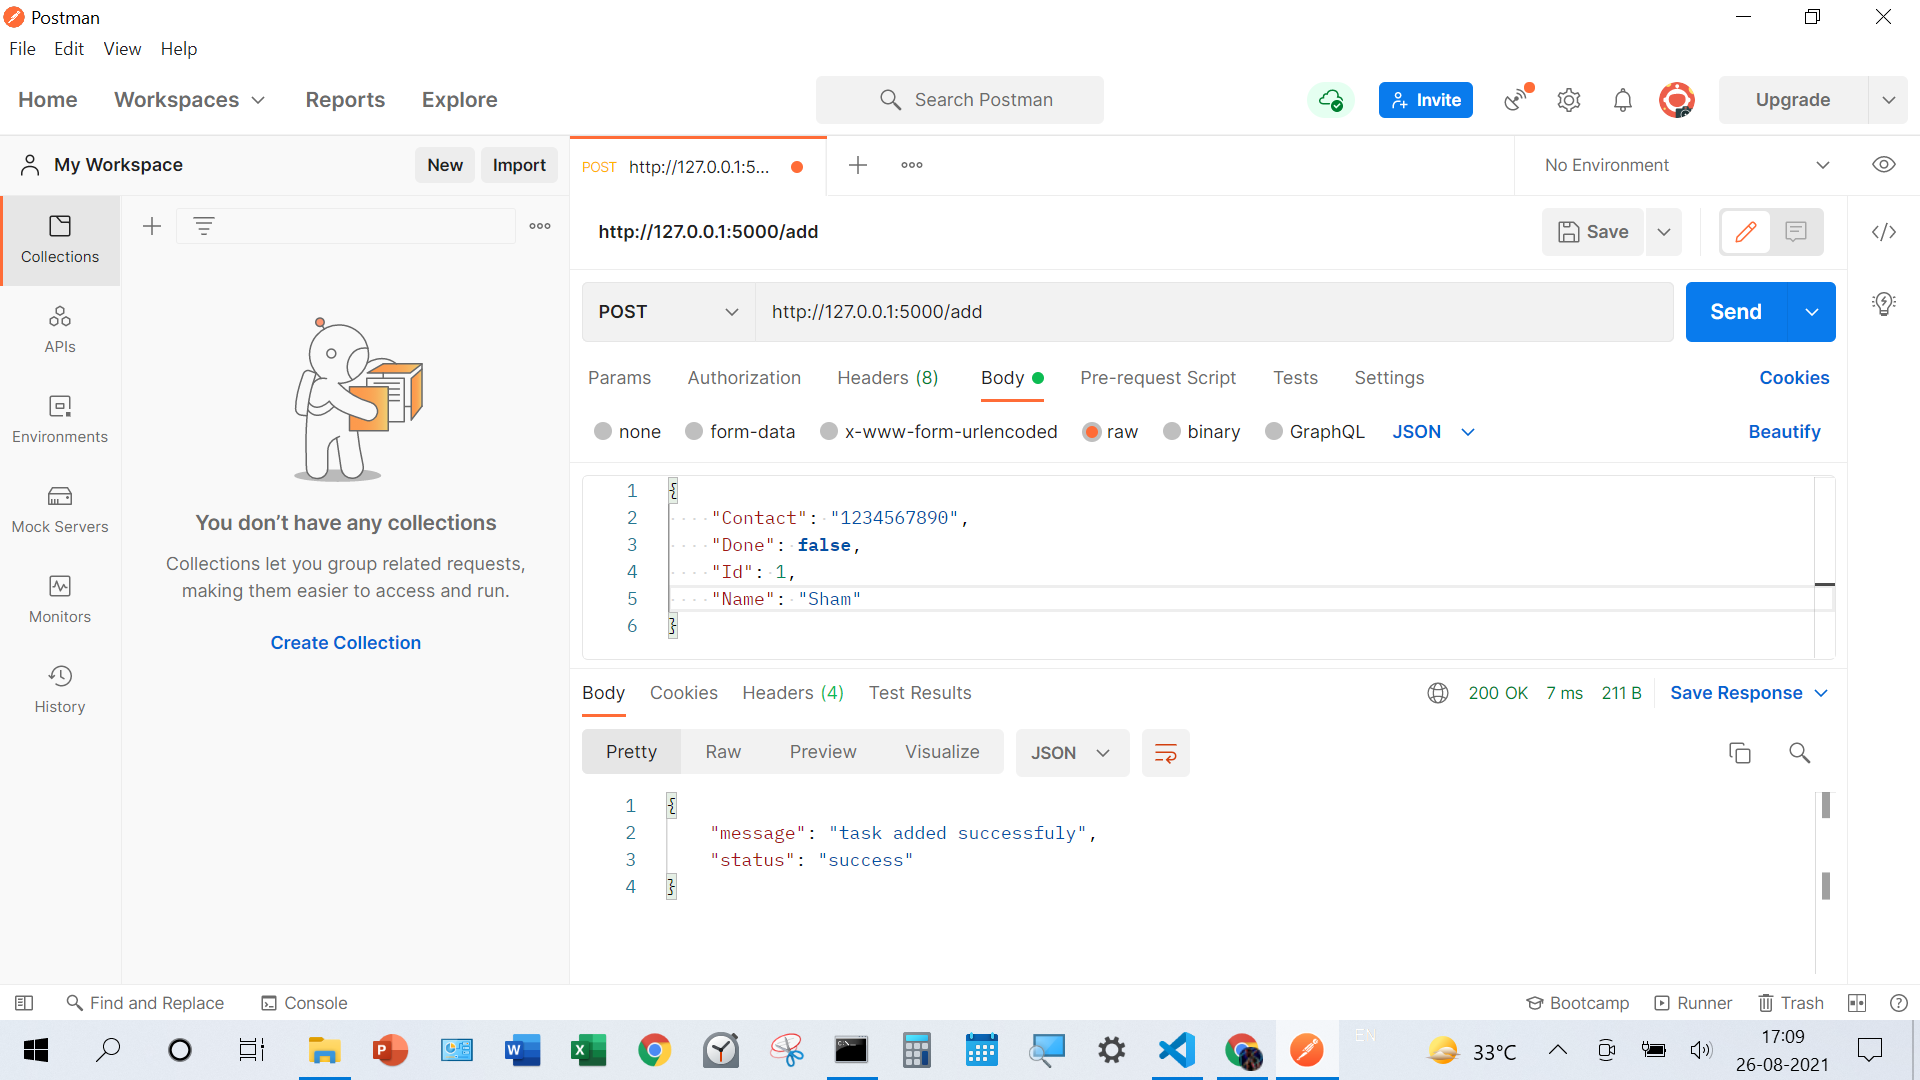 Postman
File Edit View Help
Home Workspaces Reports Explore Search Postman Invite Upgrade
My Workspace New Import POST http://127.0.0.1:5... No Environment
Collections
APIs
Environments
Mock Servers
Monitors
History
You don’t have any collections
Collections let you group related requests,
making them easier to access and run.
Create Collection
http://127.0.0.1:5000/add Save
POST http://127.0.0.1:5000/add Send
Params Authorization Headers (8) Body Pre-request Script Tests Settings Cookies
none form-data x-www-form-urlencoded raw binary GraphQL JSON Beautify
1 {
2 "Contact": "1234567890",
3 "Done": false,
4 "Id": 1,
5 "Name": "Sham"
6 }
Body Cookies Headers (4) Test Results 200 OK 7 ms 211 B Save Response
Pretty Raw Preview Visualize JSON
1 {
2 "message": "task added successfuly",
3 "status": "success"
4 }
Find and Replace Console Bootcamp Runner Trash
EN 33°C 17:09
26-08-2021